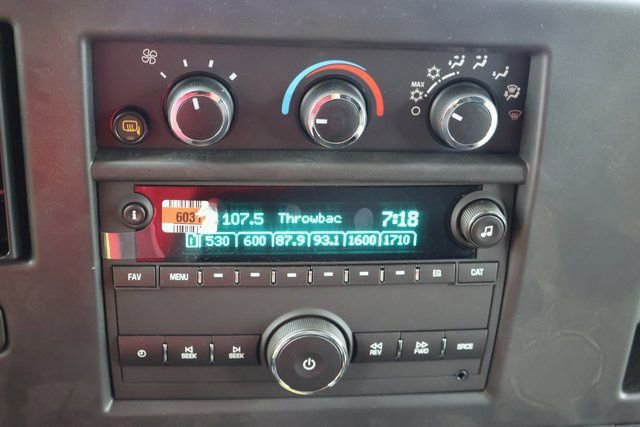 MAX
603
107.5 Throwbac 7:18
i
1 530 600 87.9 93.1 1600 1710
FAV MENU EQ CAT
SEEK SEEK REV FWD SRCE